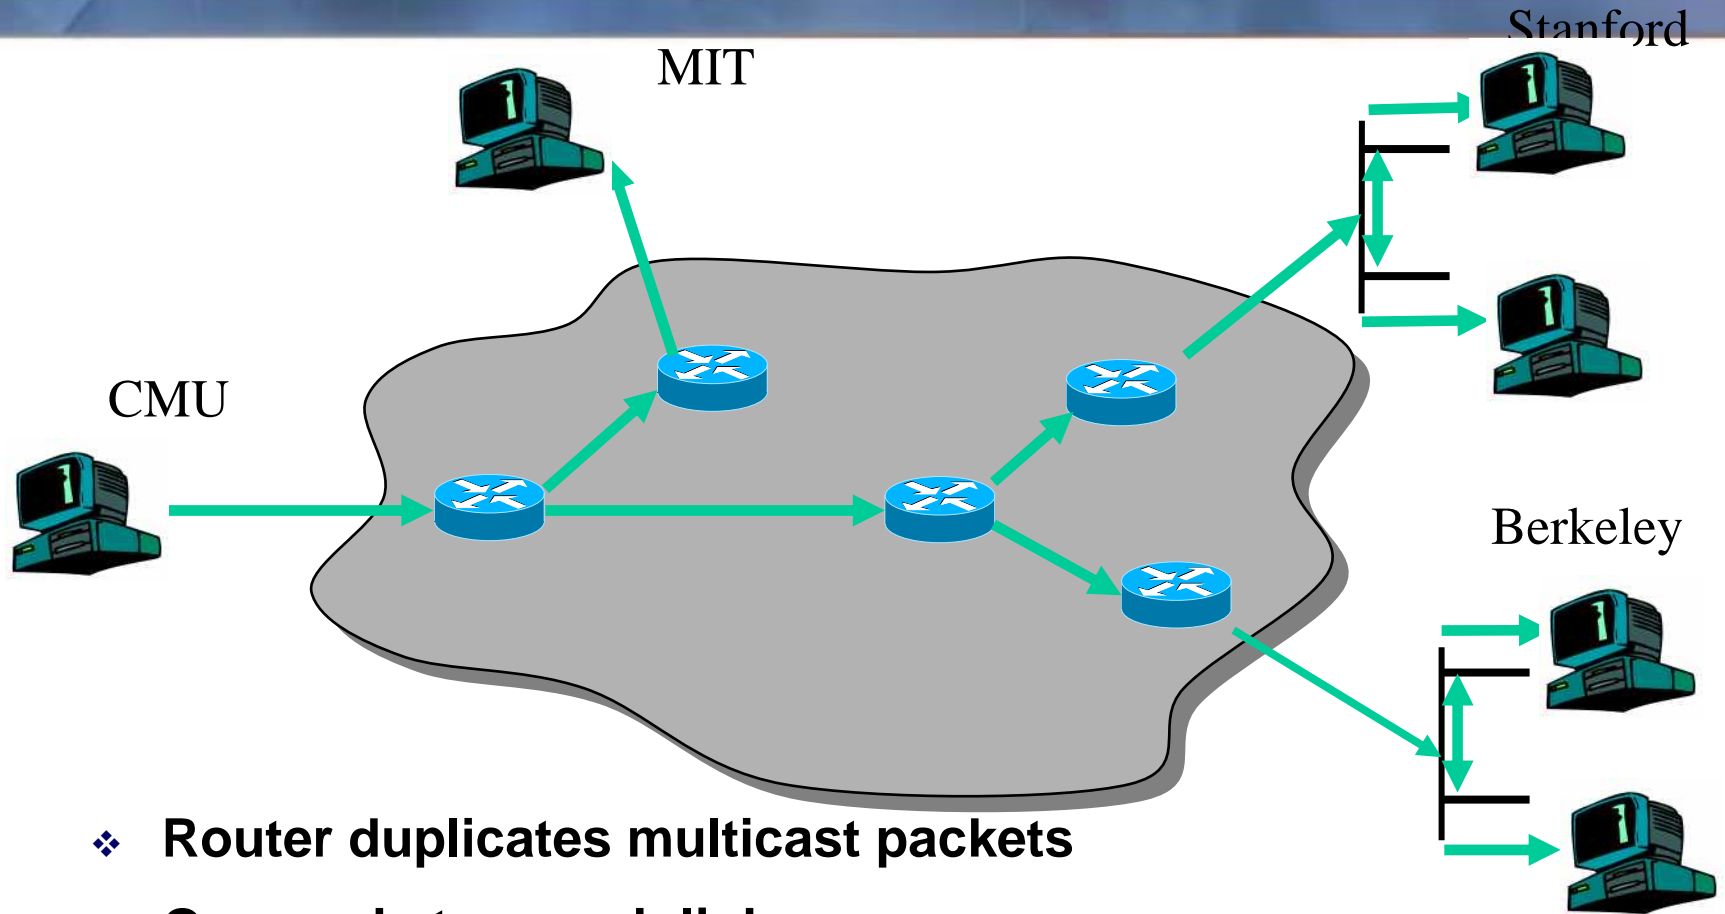 Stanford
MIT
CMU
Berkeley
❖ Router duplicates multicast packets